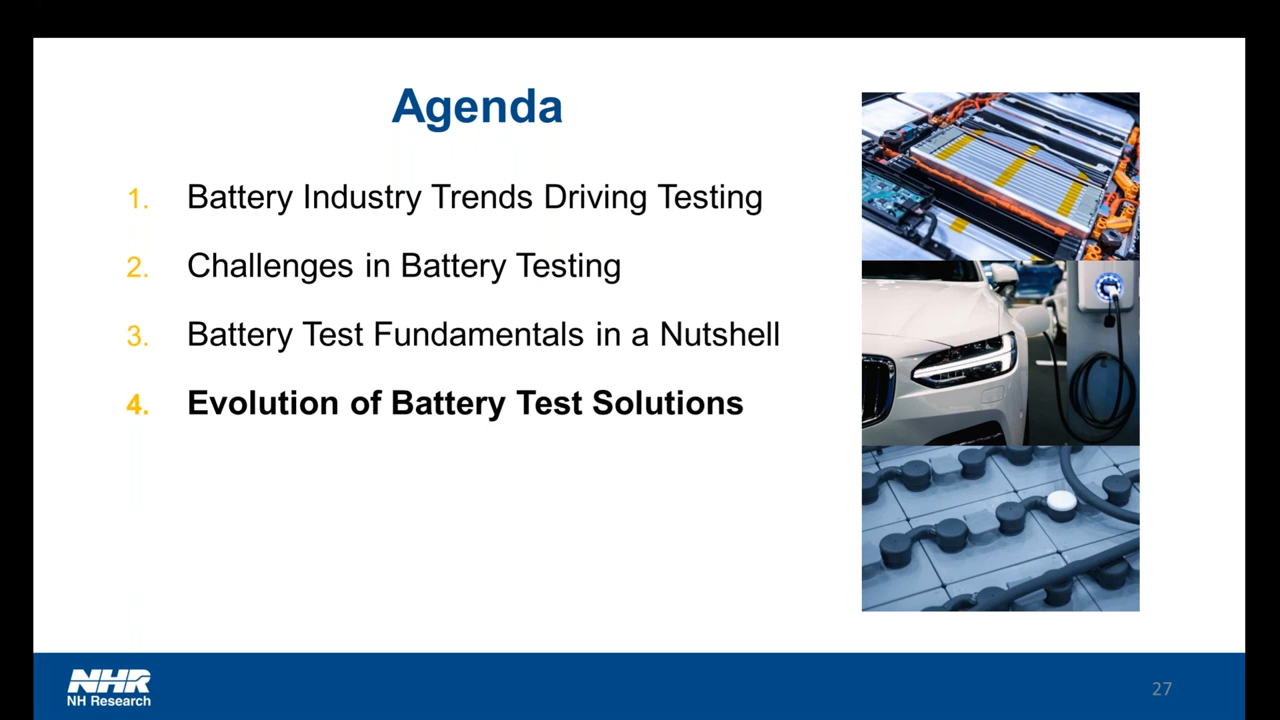 Agenda
1. Battery Industry Trends Driving Testing
2. Challenges in Battery Testing
3. Battery Test Fundamentals in a Nutshell
4. Evolution of Battery Test Solutions
NHR
NH Research
27